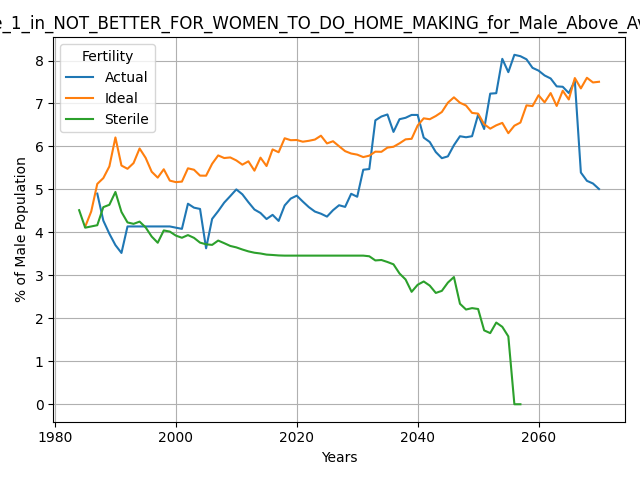 _1_in_NOT_BETTER_FOR_WOMEN_TO_DO_HOME_MAKING_for_Male_Above_Av
Fertility
Actual
Ideal
Sterile
% of Male Population
8
7
6
5
4
3
2
1
0
1980 2000 2020 2040 2060
Years